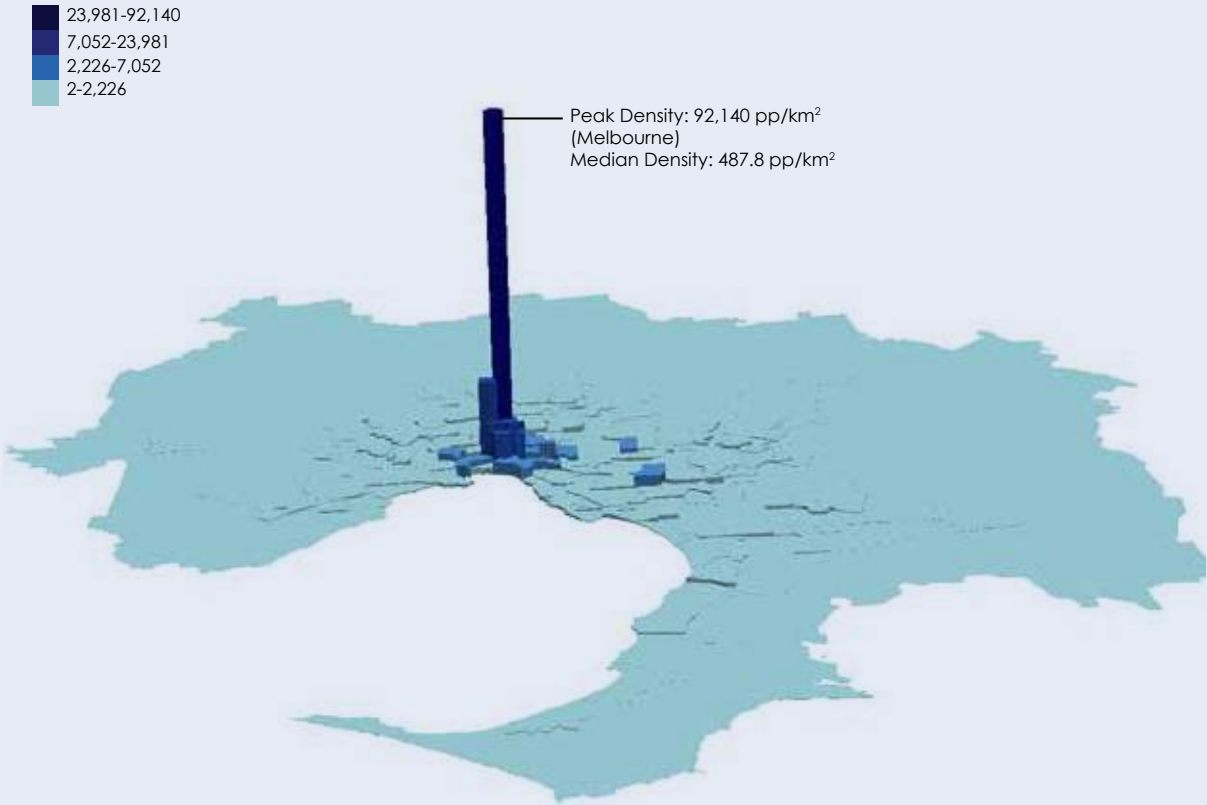 23,981-92,140
7,052-23,981
2,226-7,052
2-2,226
Peak Density: 92,140 pp/km²
(Melbourne)
Median Density: 487.8 pp/km²